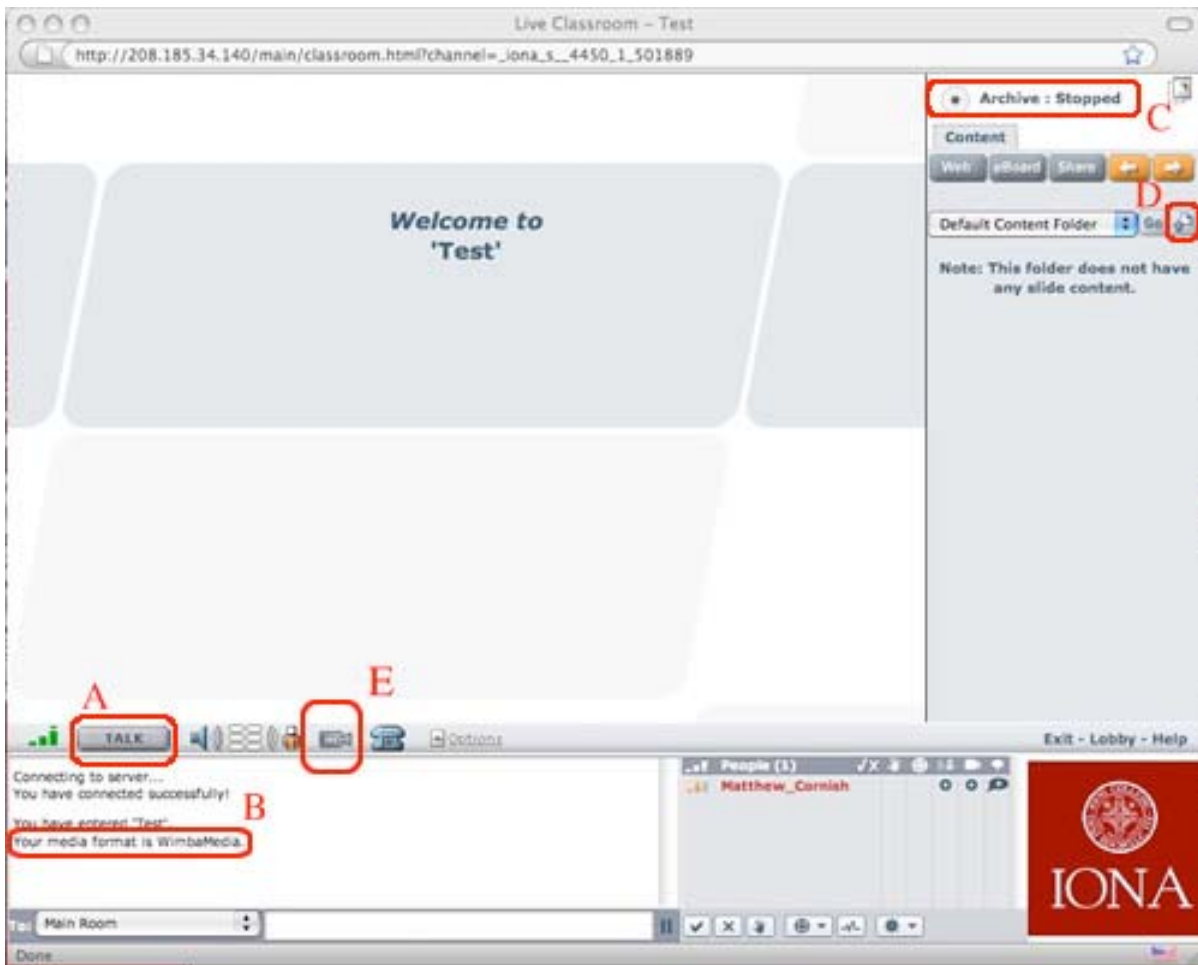 Live Classroom – Test
http://208.185.34.140/main/classroom.html?channel=_iona_s__4450_1_501889
Archive : Stopped
C
Content
Web eBoard Share
D
Default Content Folder Go
Note: This folder does not have
any slide content.
Welcome to
'Test'
A
E
TALK
Options
Exit - Lobby - Help
Connecting to server...
You have connected successfully!
B
You have entered "Test".
Your media format is WimbaMedia.
People (1)
Matthew_Cornish
IONA
To: Main Room
Done